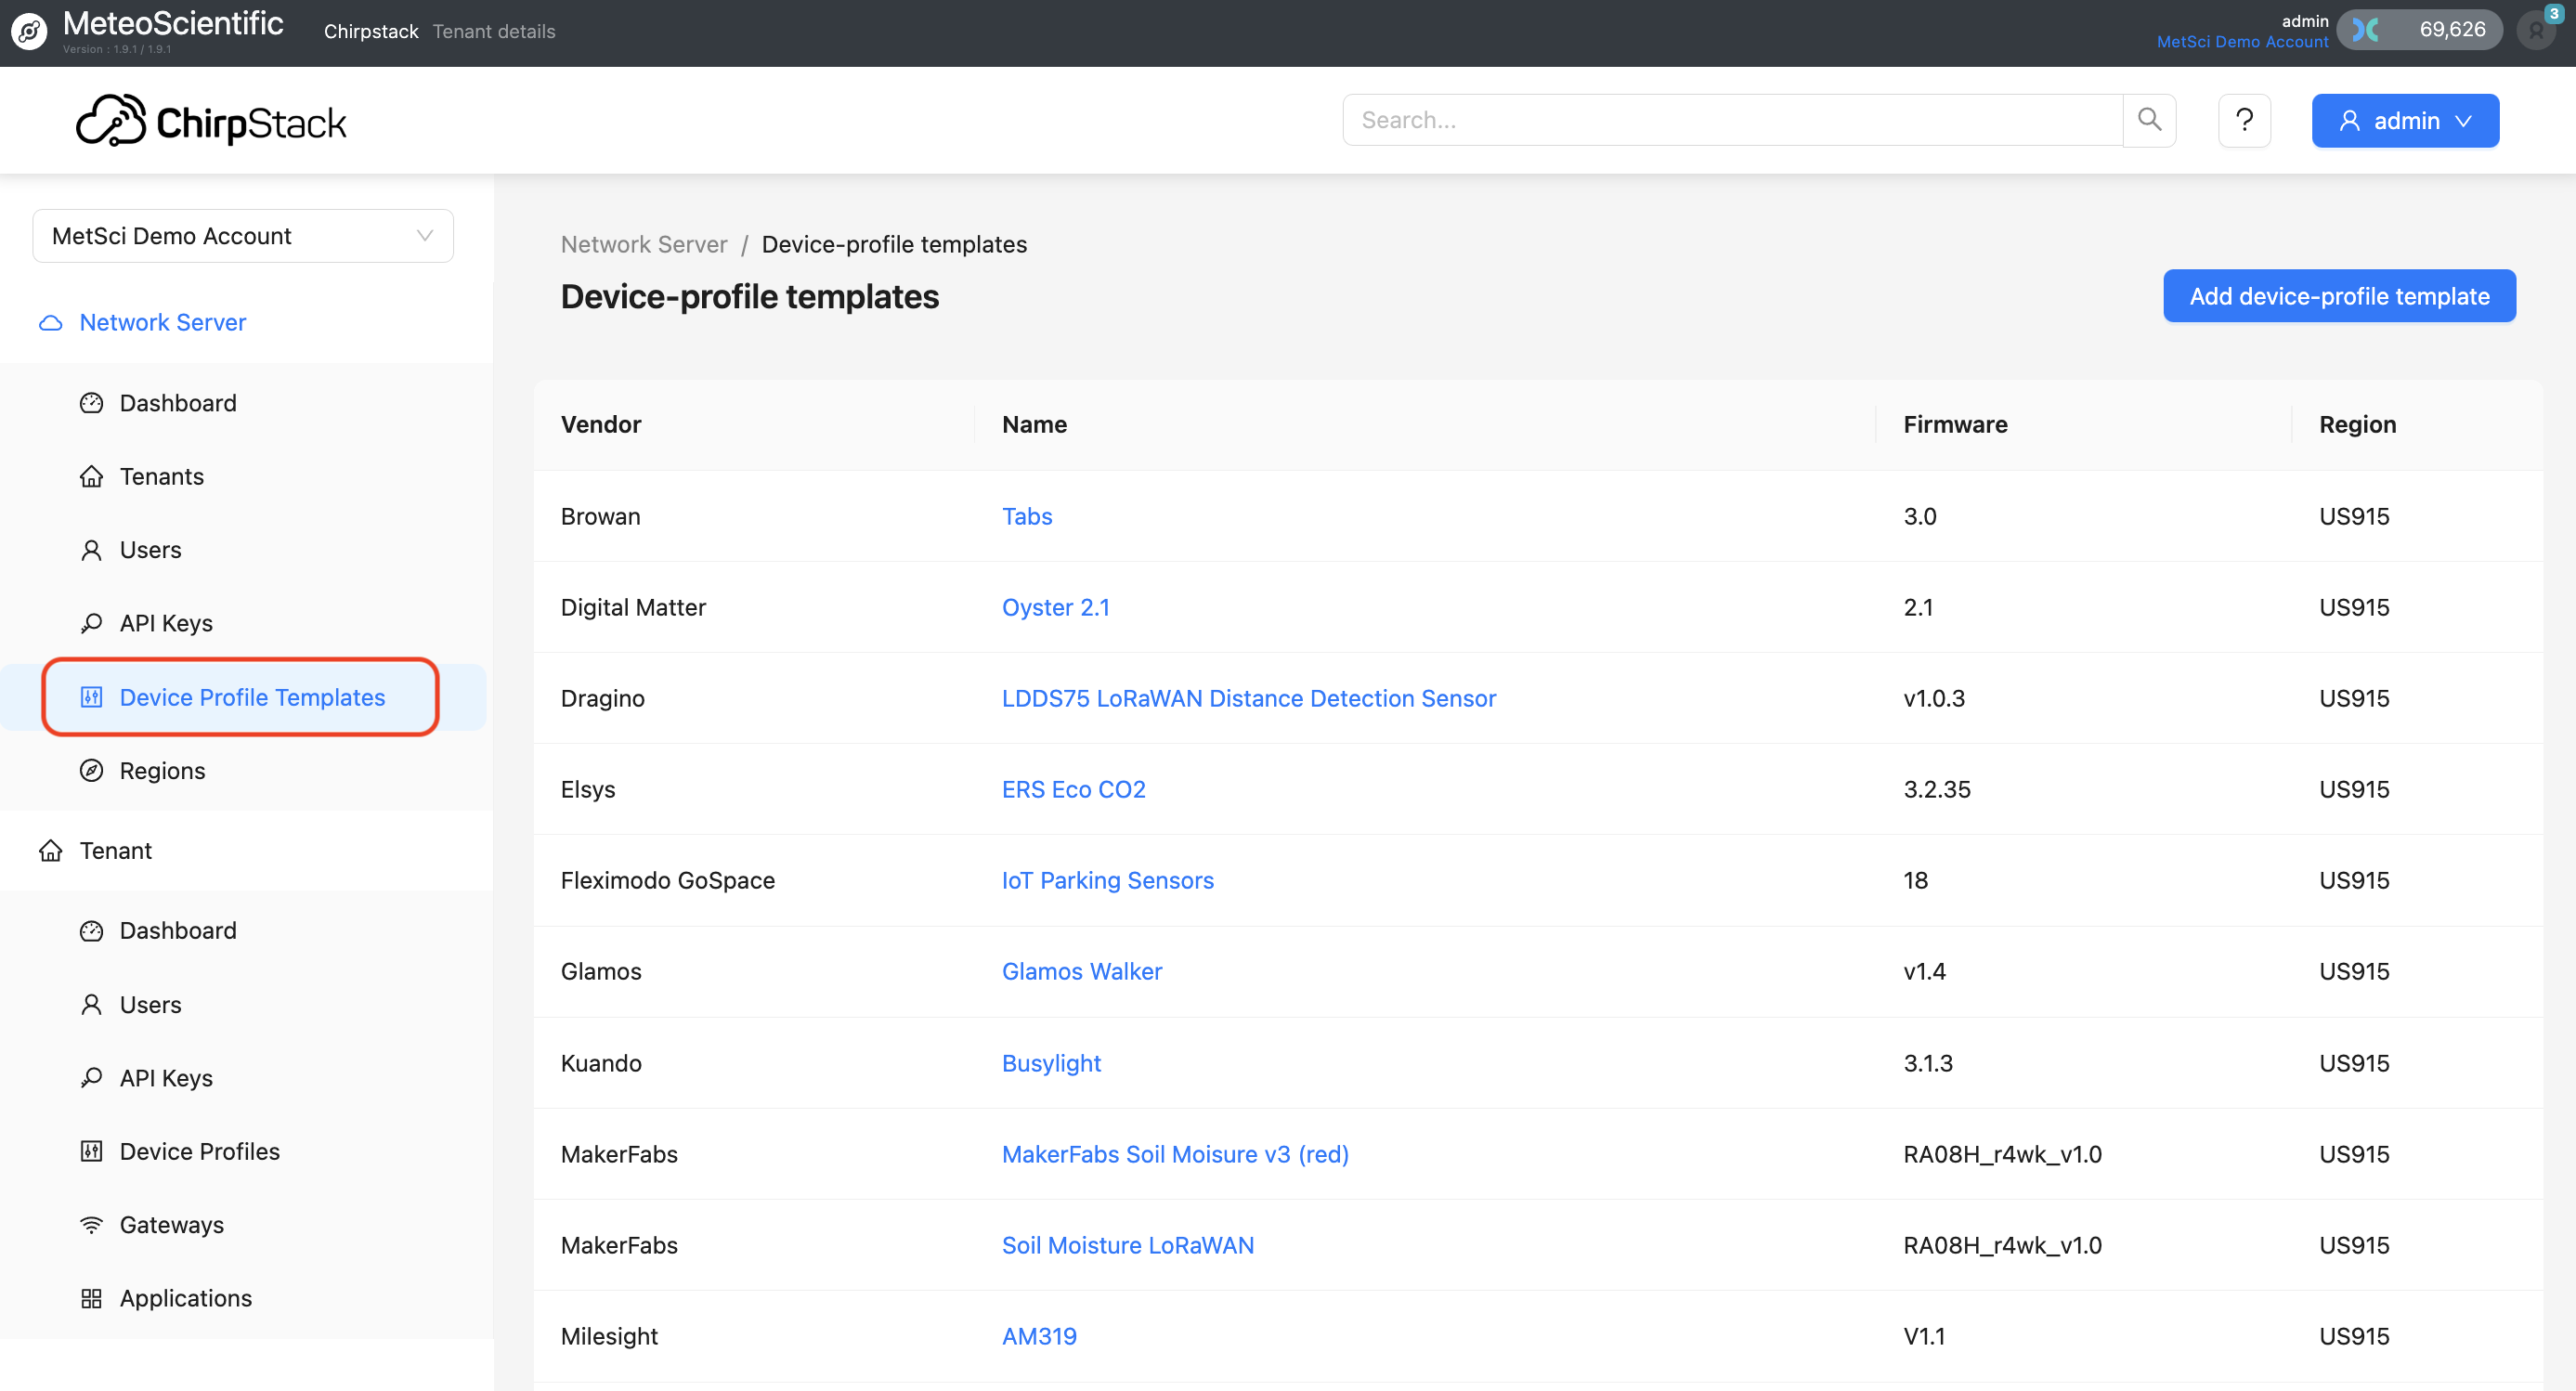 MeteoScientific
Version : 1.9.1 / 1.9.1
Chirpstack Tenant details
admin
MetSci Demo Account
69,626
3
ChirpStack
Search...
?
admin
MetSci Demo Account
Network Server
Dashboard
Tenants
Users
API Keys
Device Profile Templates
Regions
Tenant
Dashboard
Users
API Keys
Device Profiles
Gateways
Applications
Network Server / Device-profile templates
Device-profile templates
Add device-profile template
Vendor Name Firmware Region
Browan Tabs 3.0 US915
Digital Matter Oyster 2.1 2.1 US915
Dragino LDDS75 LoRaWAN Distance Detection Sensor v1.0.3 US915
Elsys ERS Eco CO2 3.2.35 US915
Fleximodo GoSpace IoT Parking Sensors 18 US915
Glamos Glamos Walker v1.4 US915
Kuando Busylight 3.1.3 US915
MakerFabs MakerFabs Soil Moisure v3 (red) RA08H_r4wk_v1.0 US915
MakerFabs Soil Moisture LoRaWAN RA08H_r4wk_v1.0 US915
Milesight AM319 V1.1 US915